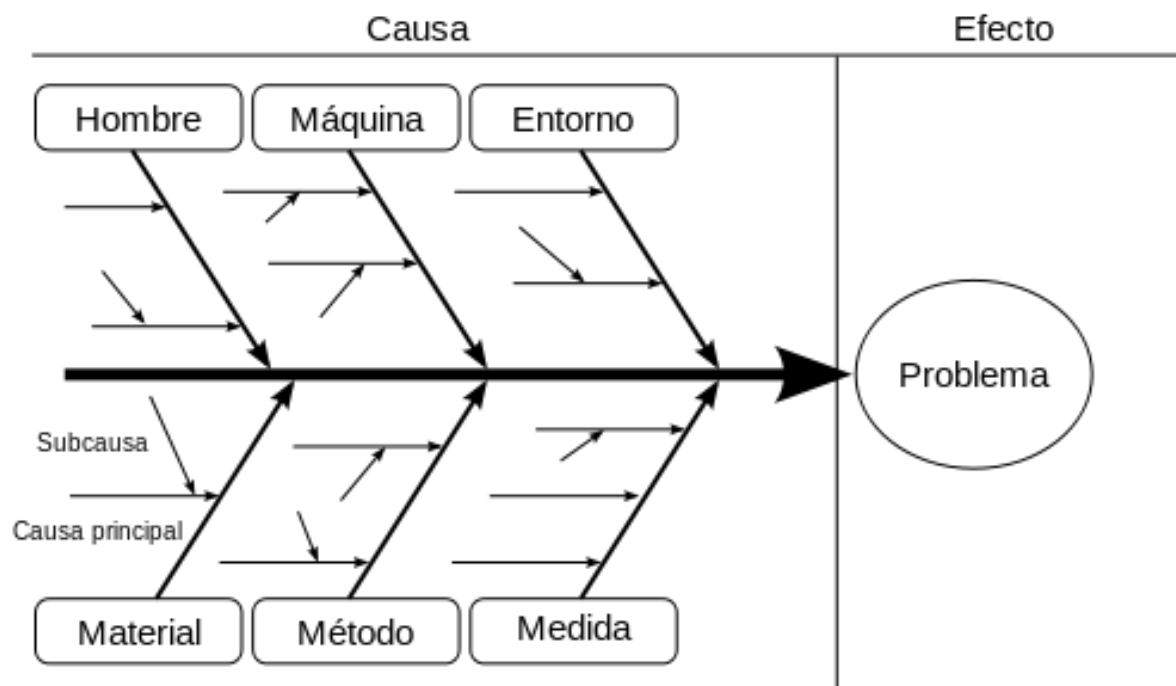 Causa
Efecto
Hombre
Máquina
Entorno
Problema
Subcausa
Causa principal
Material
Método
Medida